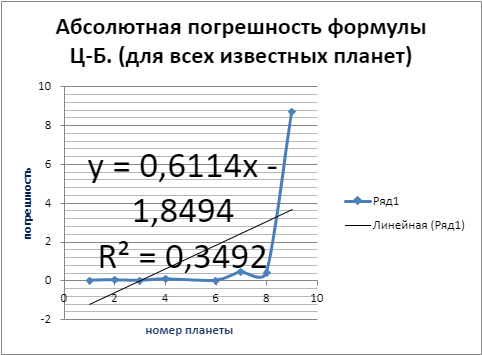 Абсолютная погрешность формулы
Ц-Б. (для всех известных планет)
10
8
6
4
2
0
-2
погрешность
y = 0,6114x -
1,8494
R² = 0,3492
0
2
4
6
8
10
номер планеты
Ряд1
Линейная (Ряд1)